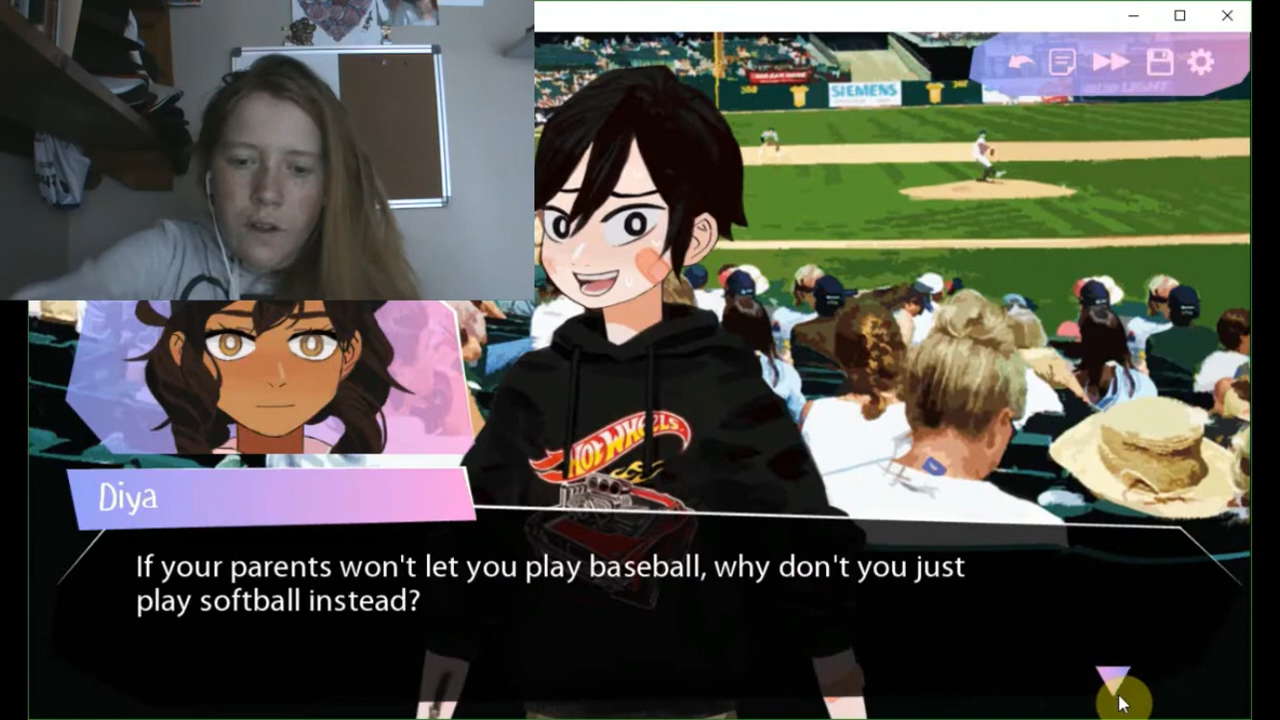 SIEMENS
HOT WHEELS
Diya
If your parents won't let you play baseball, why don't you just
play softball instead?